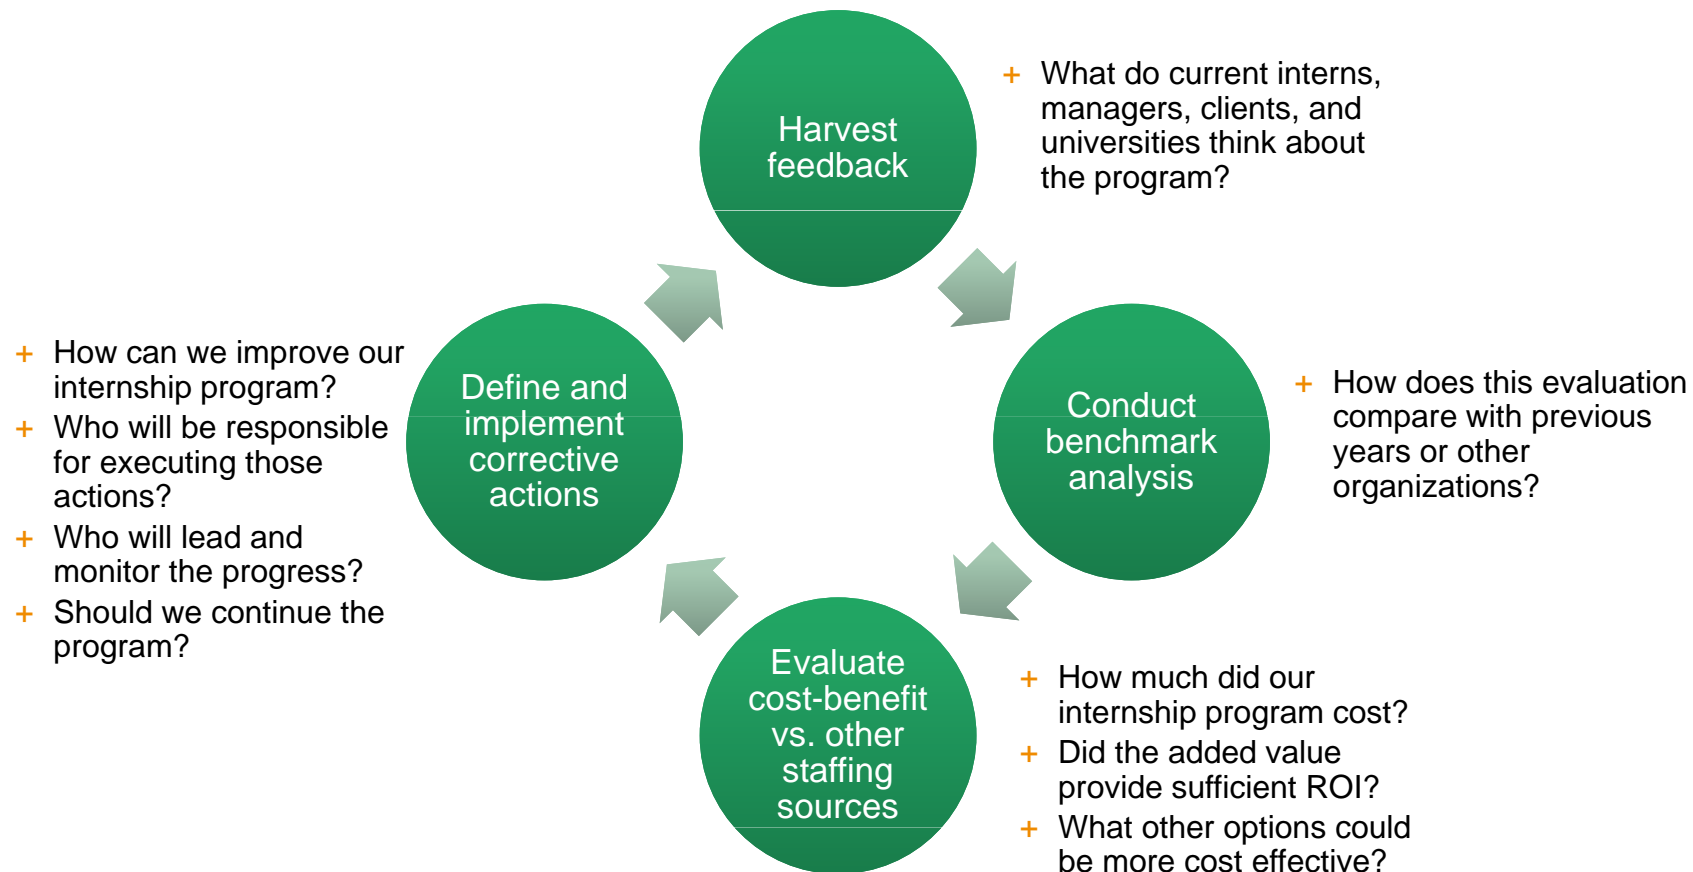 Harvest
feedback
+ What do current interns,
managers, clients, and
universities think about
the program?
Conduct
benchmark
analysis
+ How does this evaluation
compare with previous
years or other
organizations?
Evaluate
cost-benefit
vs. other
staffing
sources
+ How much did our
internship program cost?
+ Did the added value
provide sufficient ROI?
+ What other options could
be more cost effective?
Define and
implement
corrective
actions
+ How can we improve our
internship program?
+ Who will be responsible
for executing those
actions?
+ Who will lead and
monitor the progress?
+ Should we continue the
program?